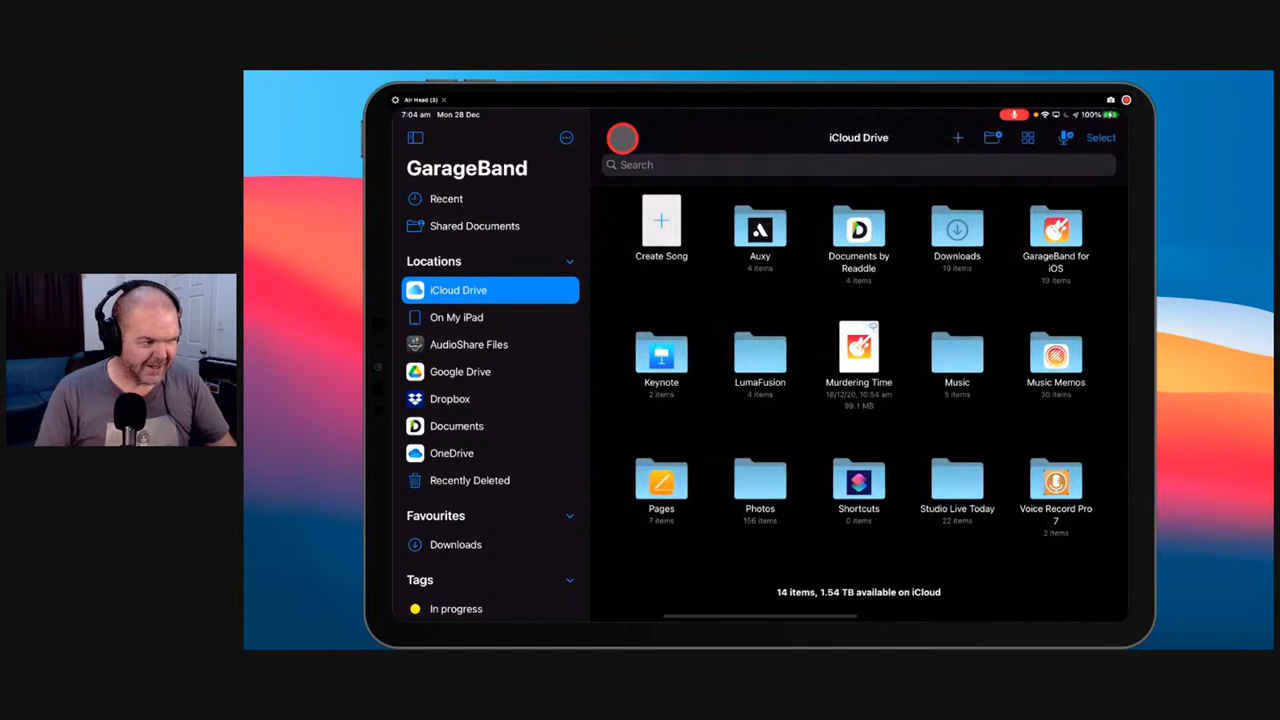 Air Head (3) ×
7:04 am Mon 28 Dec
100%
GarageBand
Recent
Shared Documents
Locations
iCloud Drive
On My iPad
AudioShare Files
Google Drive
Dropbox
Documents
OneDrive
Recently Deleted
Favourites
Downloads
Tags
In progress
iCloud Drive
Select
Search
Create Song
Auxy
4 items
Documents by
Readdle
4 items
Downloads
19 items
GarageBand for
iOS
19 items
Keynote
2 items
LumaFusion
4 items
Murdering Time
18/12/20, 10:54 am
99.1 MB
Music
5 items
Music Memos
30 items
Pages
7 items
Photos
156 items
Shortcuts
0 items
Studio Live Today
22 items
Voice Record Pro
7
2 items
14 items, 1.54 TB available on iCloud